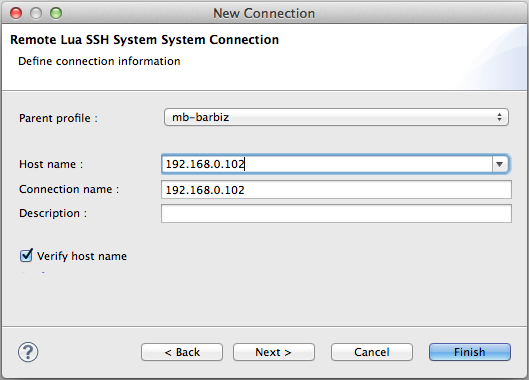 New Connection
Remote Lua SSH System System Connection
Define connection information
Parent profile : mb-barbiz
Host name : 192.168.0.102
Connection name : 192.168.0.102
Description :
Verify host name
? < Back Next > Cancel Finish